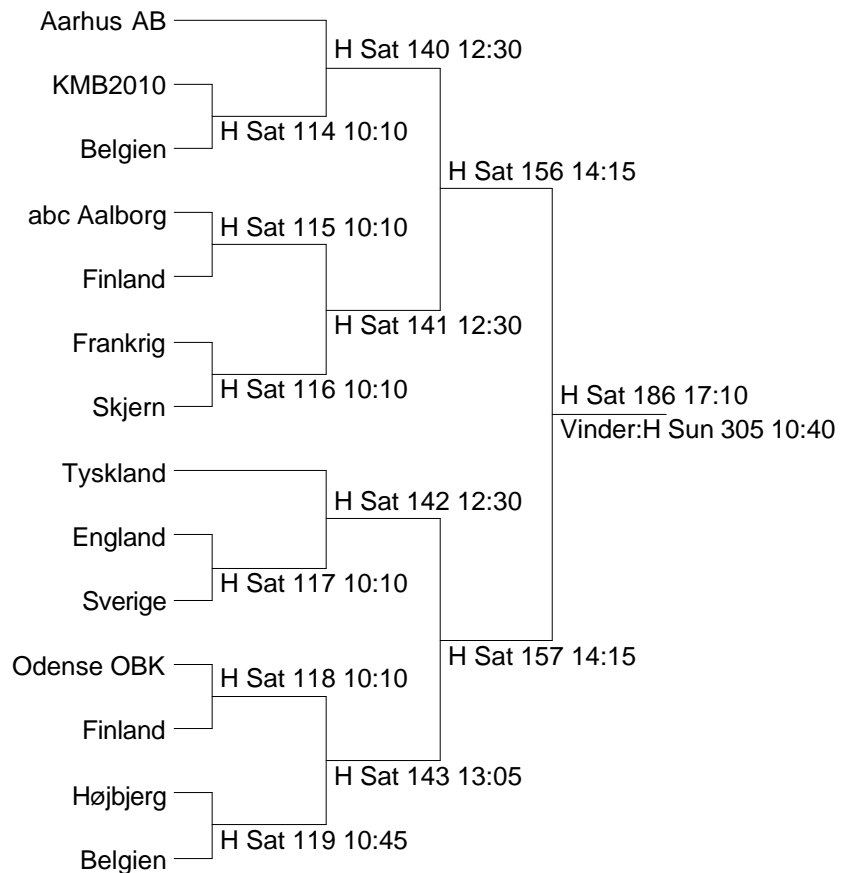 Aarhus AB
H Sat 140 12:30
KMB2010
H Sat 114 10:10
Belgien
H Sat 156 14:15
abc Aalborg
H Sat 115 10:10
Finland
H Sat 141 12:30
Frankrig
H Sat 116 10:10
Skjern
H Sat 186 17:10
Vinder:H Sun 305 10:40
Tyskland
H Sat 142 12:30
England
H Sat 117 10:10
Sverige
H Sat 157 14:15
Odense OBK
H Sat 118 10:10
Finland
H Sat 143 13:05
Højbjerg
H Sat 119 10:45
Belgien